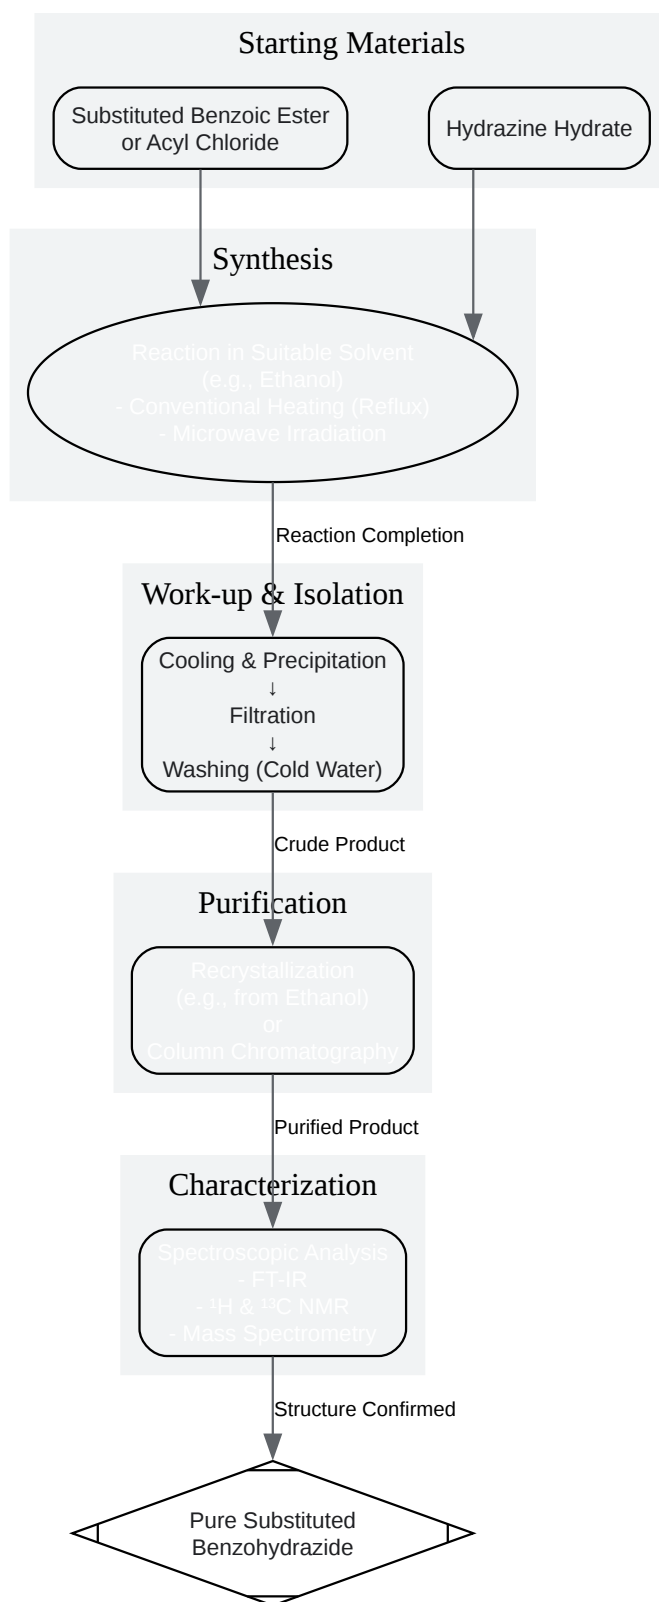 Starting Materials
Substituted Benzoic Ester
or Acyl Chloride
Hydrazine Hydrate
Synthesis
Reaction in Suitable Solvent
(e.g., Ethanol)
- Conventional Heating (Reflux)
- Microwave Irradiation
Reaction Completion
Work-up & Isolation
Cooling & Precipitation
↓
Filtration
↓
Washing (Cold Water)
Crude Product
Purification
Recrystallization
(e.g., from Ethanol)
or
Column Chromatography
Purified Product
Characterization
Spectroscopic Analysis
- FT-IR
- ¹H & ¹³C NMR
- Mass Spectrometry
Structure Confirmed
Pure Substituted
Benzohydrazide